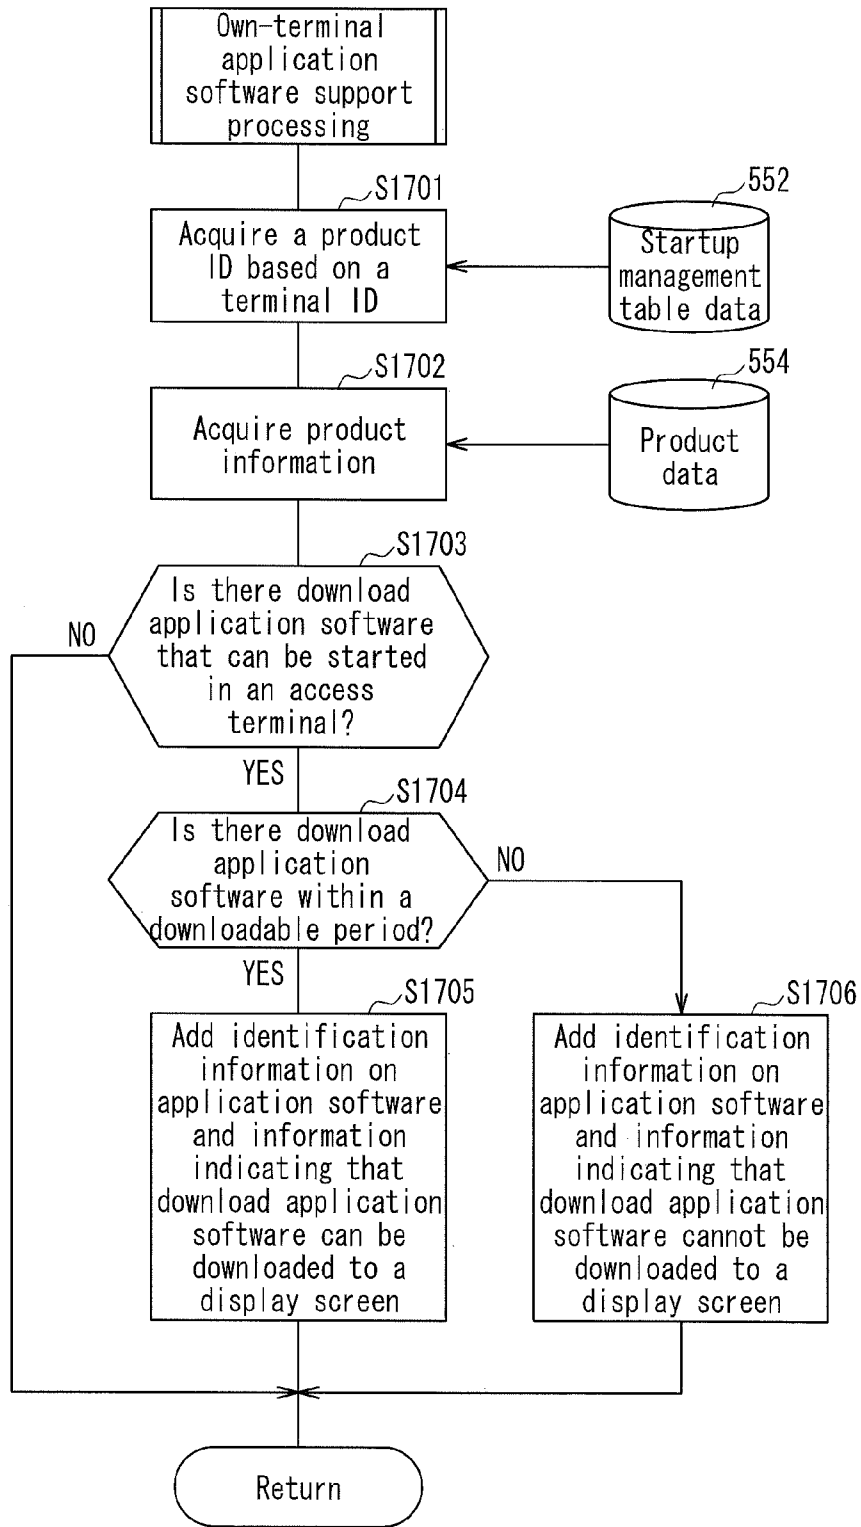 Own-terminal
application
software support
processing
S1701
Acquire a product
ID based on a
terminal ID
552
Startup
management
table data
S1702
Acquire product
information
554
Product
data
S1703
Is there download
application software
that can be started
in an access
terminal?
NO
YES
S1704
Is there download
application
software within a
downloadable period?
NO
YES
S1705
Add identification
information on
application software
and information
indicating that
download application
software can be
downloaded to a
display screen
S1706
Add identification
information on
application software
and information
indicating that
download application
software cannot be
downloaded to a
display screen
Return